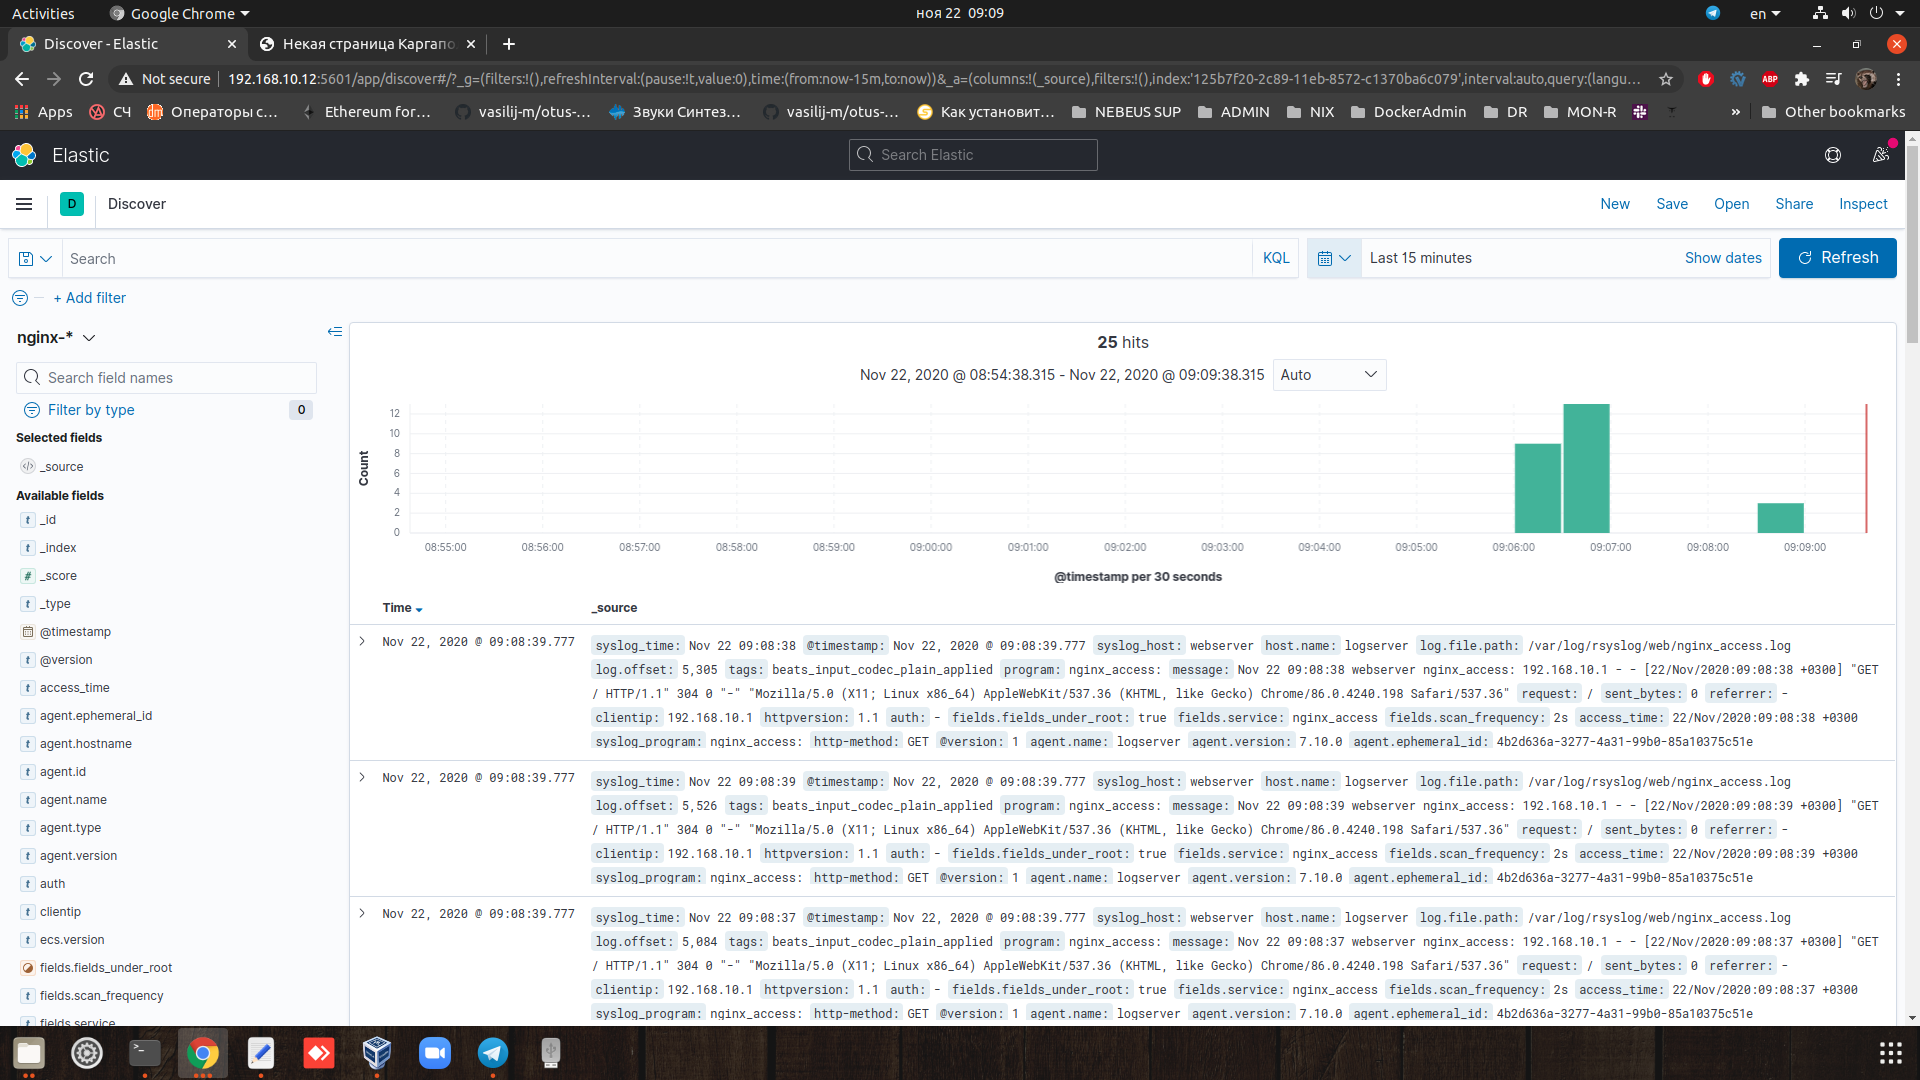 Activities Google Chrome ноя 22 09:09 en
Discover - Elastic Некая страница Каргапо
Not secure 192.168.10.12:5601/app/discover#/?_g=(filters:!(),refreshInterval:(pause:!t,value:0),time:(from:now-15m,to:now))&_a=(columns:!(_source),filters:!(),index:'125b7f20-2c89-11eb-8572-c1370ba6c079',interval:auto,query:(langu... ABP
Apps СЧ Операторы с... Ethereum for... vasilij-m/otus-... Звуки Синтез... vasilij-m/otus-... Как установит... NEBEUS SUP ADMIN NIX DockerAdmin DR MON-R » Other bookmarks
Elastic Search Elastic
D Discover New Save Open Share Inspect
Search KQL Last 15 minutes Show dates Refresh
+ Add filter
nginx-*
Search field names
Filter by type 0
Selected fields
_source
Available fields
t _id
t _index
# _score
t _type
@timestamp
t @version
t access_time
t agent.ephemeral_id
t agent.hostname
t agent.id
t agent.name
t agent.type
t agent.version
t auth
t clientip
t ecs.version
fields.fields_under_root
t fields.scan_frequency
fields.service
25 hits
Nov 22, 2020 @ 08:54:38.315 - Nov 22, 2020 @ 09:09:38.315 Auto
Count
12
10
8
6
4
2
0
08:55:00 08:56:00 08:57:00 08:58:00 08:59:00 09:00:00 09:01:00 09:02:00 09:03:00 09:04:00 09:05:00 09:06:00 09:07:00 09:08:00 09:09:00
@timestamp per 30 seconds
Time _source
Nov 22, 2020 @ 09:08:39.777 syslog_time: Nov 22 09:08:38 @timestamp: Nov 22, 2020 @ 09:08:39.777 syslog_host: webserver host.name: logserver log.file.path: /var/log/rsyslog/web/nginx_access.log
log.offset: 5,305 tags: beats_input_codec_plain_applied program: nginx_access: message: Nov 22 09:08:38 webserver nginx_access: 192.168.10.1 - - [22/Nov/2020:09:08:38 +0300] "GET
/ HTTP/1.1" 304 0 "-" "Mozilla/5.0 (X11; Linux x86_64) AppleWebKit/537.36 (KHTML, like Gecko) Chrome/86.0.4240.198 Safari/537.36" request: / sent_bytes: 0 referrer: -
clientip: 192.168.10.1 httpversion: 1.1 auth: - fields.fields_under_root: true fields.service: nginx_access fields.scan_frequency: 2s access_time: 22/Nov/2020:09:08:38 +0300
syslog_program: nginx_access: http-method: GET @version: 1 agent.name: logserver agent.version: 7.10.0 agent.ephemeral_id: 4b2d636a-3277-4a31-99b0-85a10375c51e
Nov 22, 2020 @ 09:08:39.777 syslog_time: Nov 22 09:08:39 @timestamp: Nov 22, 2020 @ 09:08:39.777 syslog_host: webserver host.name: logserver log.file.path: /var/log/rsyslog/web/nginx_access.log
log.offset: 5,526 tags: beats_input_codec_plain_applied program: nginx_access: message: Nov 22 09:08:39 webserver nginx_access: 192.168.10.1 - - [22/Nov/2020:09:08:39 +0300] "GET
/ HTTP/1.1" 304 0 "-" "Mozilla/5.0 (X11; Linux x86_64) AppleWebKit/537.36 (KHTML, like Gecko) Chrome/86.0.4240.198 Safari/537.36" request: / sent_bytes: 0 referrer: -
clientip: 192.168.10.1 httpversion: 1.1 auth: - fields.fields_under_root: true fields.service: nginx_access fields.scan_frequency: 2s access_time: 22/Nov/2020:09:08:39 +0300
syslog_program: nginx_access: http-method: GET @version: 1 agent.name: logserver agent.version: 7.10.0 agent.ephemeral_id: 4b2d636a-3277-4a31-99b0-85a10375c51e
Nov 22, 2020 @ 09:08:39.777 syslog_time: Nov 22 09:08:37 @timestamp: Nov 22, 2020 @ 09:08:39.777 syslog_host: webserver host.name: logserver log.file.path: /var/log/rsyslog/web/nginx_access.log
log.offset: 5,084 tags: beats_input_codec_plain_applied program: nginx_access: message: Nov 22 09:08:37 webserver nginx_access: 192.168.10.1 - - [22/Nov/2020:09:08:37 +0300] "GET
/ HTTP/1.1" 304 0 "-" "Mozilla/5.0 (X11; Linux x86_64) AppleWebKit/537.36 (KHTML, like Gecko) Chrome/86.0.4240.198 Safari/537.36" request: / sent_bytes: 0 referrer: -
clientip: 192.168.10.1 httpversion: 1.1 auth: - fields.fields_under_root: true fields.service: nginx_access fields.scan_frequency: 2s access_time: 22/Nov/2020:09:08:37 +0300
syslog_program: nginx_access: http-method: GET @version: 1 agent.name: logserver agent.version: 7.10.0 agent.ephemeral_id: 4b2d636a-3277-4a31-99b0-85a10375c51e